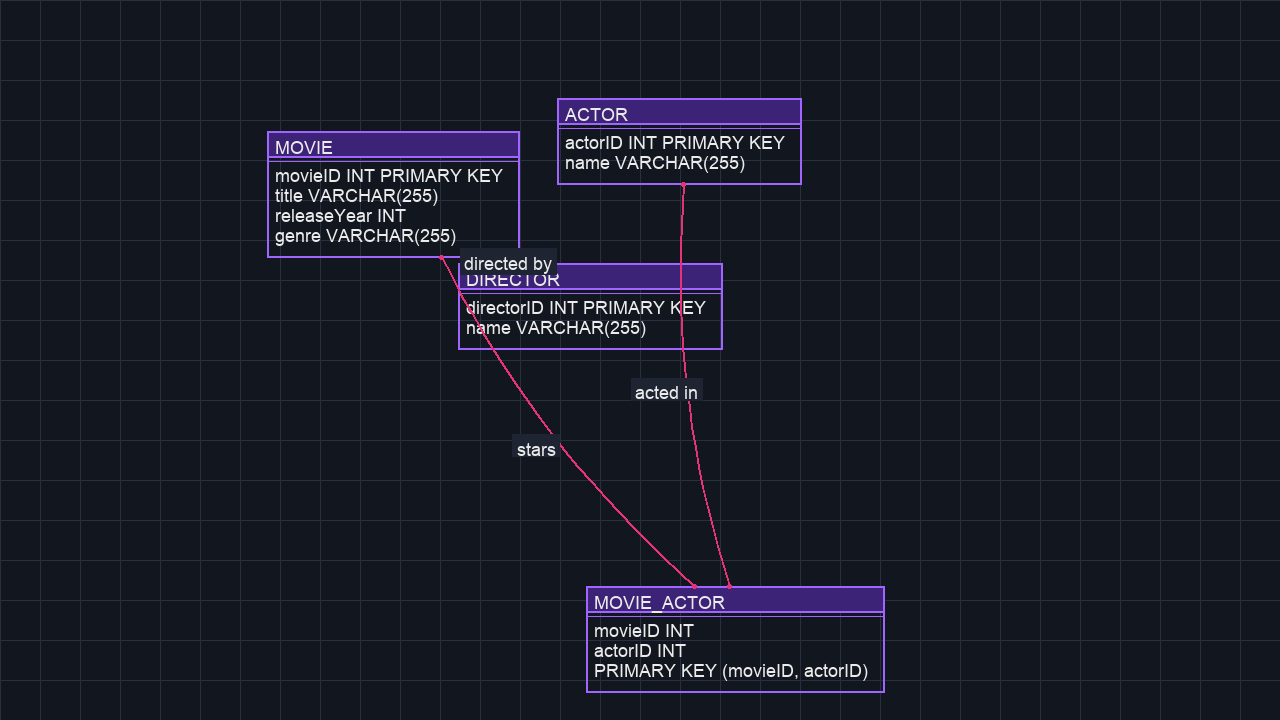 ACTOR
actorID INT PRIMARY KEY
name VARCHAR(255)
MOVIE
movieID INT PRIMARY KEY
title VARCHAR(255)
releaseYear INT
genre VARCHAR(255)
directed by
DIRECTOR
directorID INT PRIMARY KEY
name VARCHAR(255)
acted in
stars
MOVIE_ACTOR
movieID INT
actorID INT
PRIMARY KEY (movieID, actorID)